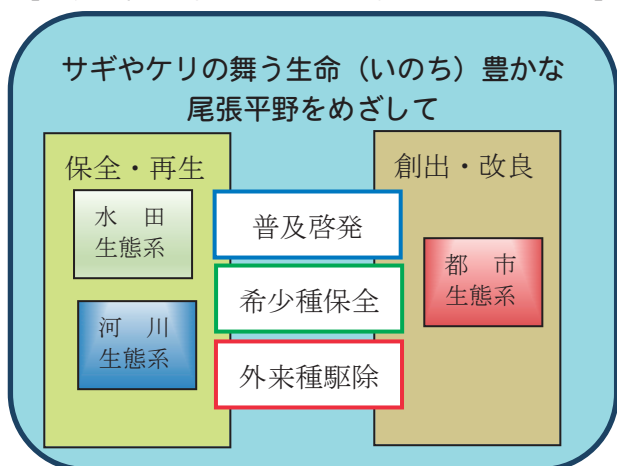 サギやケリの舞う生命（いのち）豊かな
尾張平野をめざして
保全・再生
水　田
生態系
河　川
生態系
普及啓発
希少種保全
外来種駆除
創出・改良
都　市
生態系